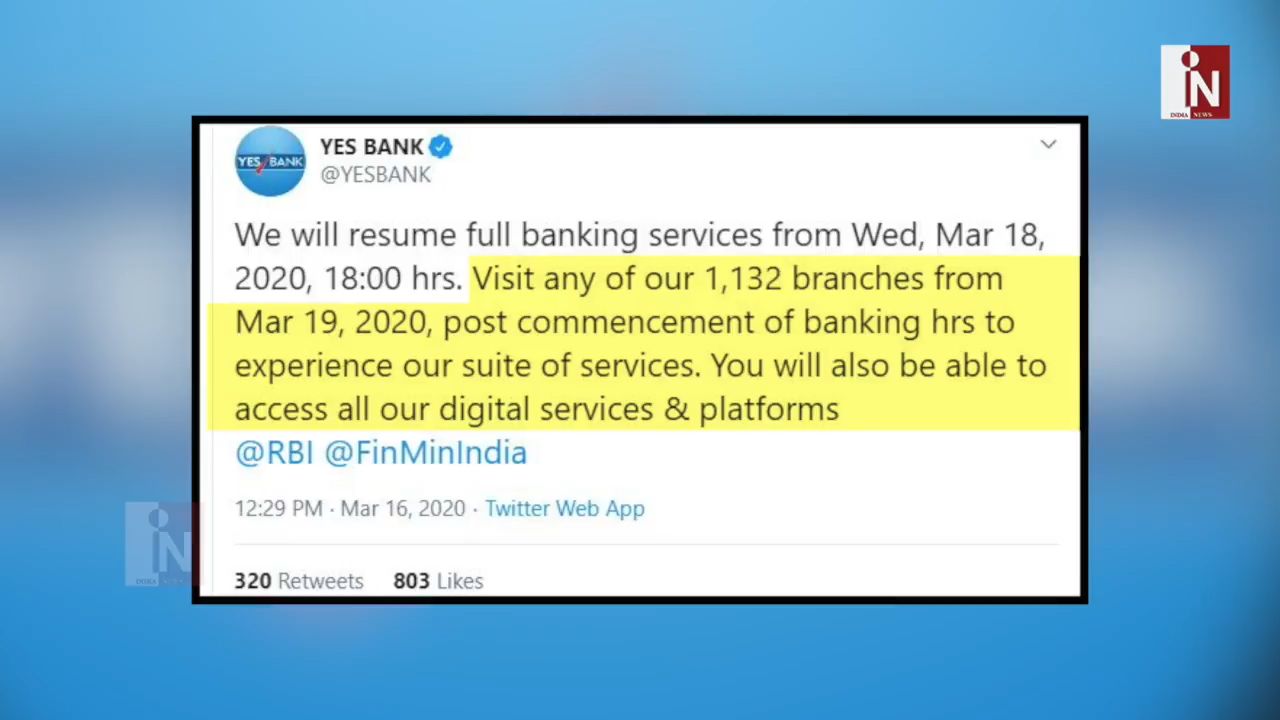 iN
INDIA NEWS
YES BANK
YES BANK
@YESBANK
We will resume full banking services from Wed, Mar 18,
2020, 18:00 hrs. Visit any of our 1,132 branches from
Mar 19, 2020, post commencement of banking hrs to
experience our suite of services. You will also be able to
access all our digital services & platforms
@RBI @FinMinIndia
12:29 PM · Mar 16, 2020 · Twitter Web App
iN
INDIA NEWS
320 Retweets 803 Likes